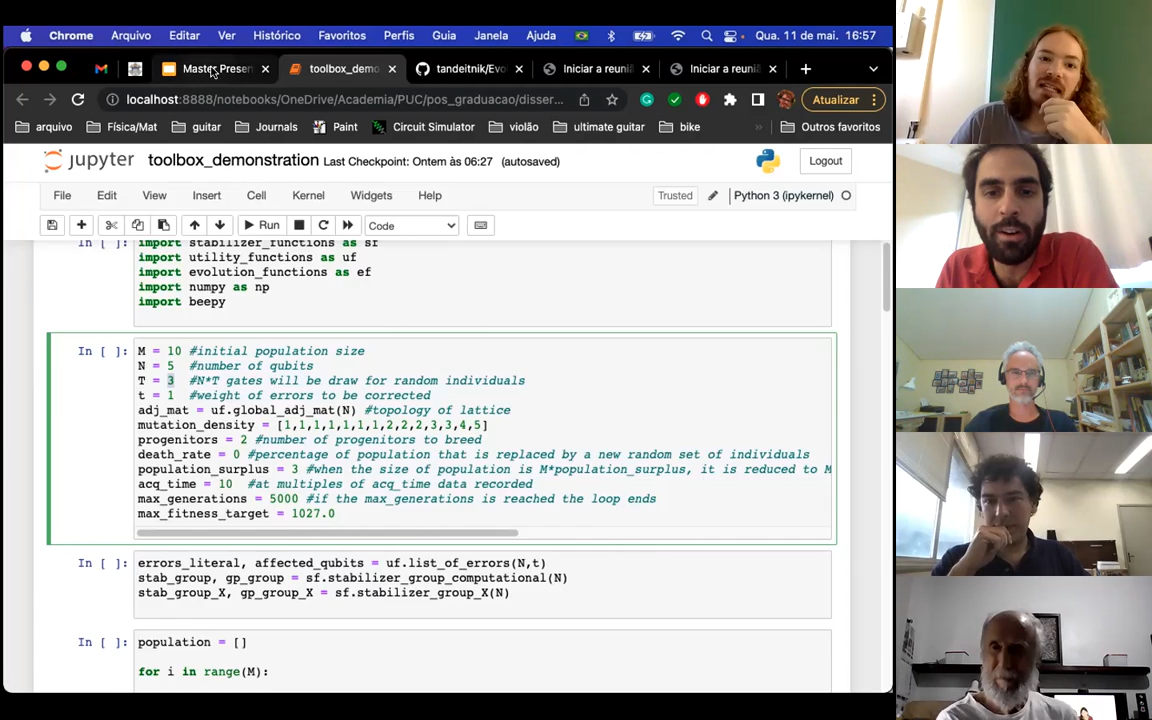 Chrome Arquivo Editar Ver Histórico Favoritos Perfis Guia Janela Ajuda Qua. 11 de mai. 16:57
Master Presen toolbox_demo tandeitnik/Evo Iniciar a reuni Iniciar a reuni
localhost:8888/notebooks/OneDrive/Academia/PUC/pos_graduacao/disser... Atualizar
arquivo Física/Mat guitar Journals Paint Circuit Simulator violão ultimate guitar bike » Outros favoritos
jupyter toolbox_demonstration Last Checkpoint: Ontem às 06:27 (autosaved) Logout
File Edit View Insert Cell Kernel Widgets Help Trusted Python 3 (ipykernel)
Run Code
In [ ]: import stabilizer_functions as sf
import utility_functions as uf
import evolution_functions as ef
import numpy as np
import beepy
In [ ]: M = 10 #initial population size
N = 5 #number of qubits
T = 3 #N*T gates will be draw for random individuals
t = 1 #weight of errors to be corrected
adj_mat = uf.global_adj_mat(N) #topology of lattice
mutation_density = [1,1,1,1,1,1,1,2,2,2,3,3,4,5]
progenitors = 2 #number of progenitors to breed
death_rate = 0 #percentage of population that is replaced by a new random set of individuals
population_surplus = 3 #when the size of population is M*population_surplus, it is reduced to M
acq_time = 10 #at multiples of acq_time data recorded
max_generations = 5000 #if the max_generations is reached the loop ends
max_fitness_target = 1027.0
In [ ]: errors_literal, affected_qubits = uf.list_of_errors(N,t)
stab_group, gp_group = sf.stabilizer_group_computational(N)
stab_group_X, gp_group_X = sf.stabilizer_group_X(N)
In [ ]: population = []
for i in range(M):